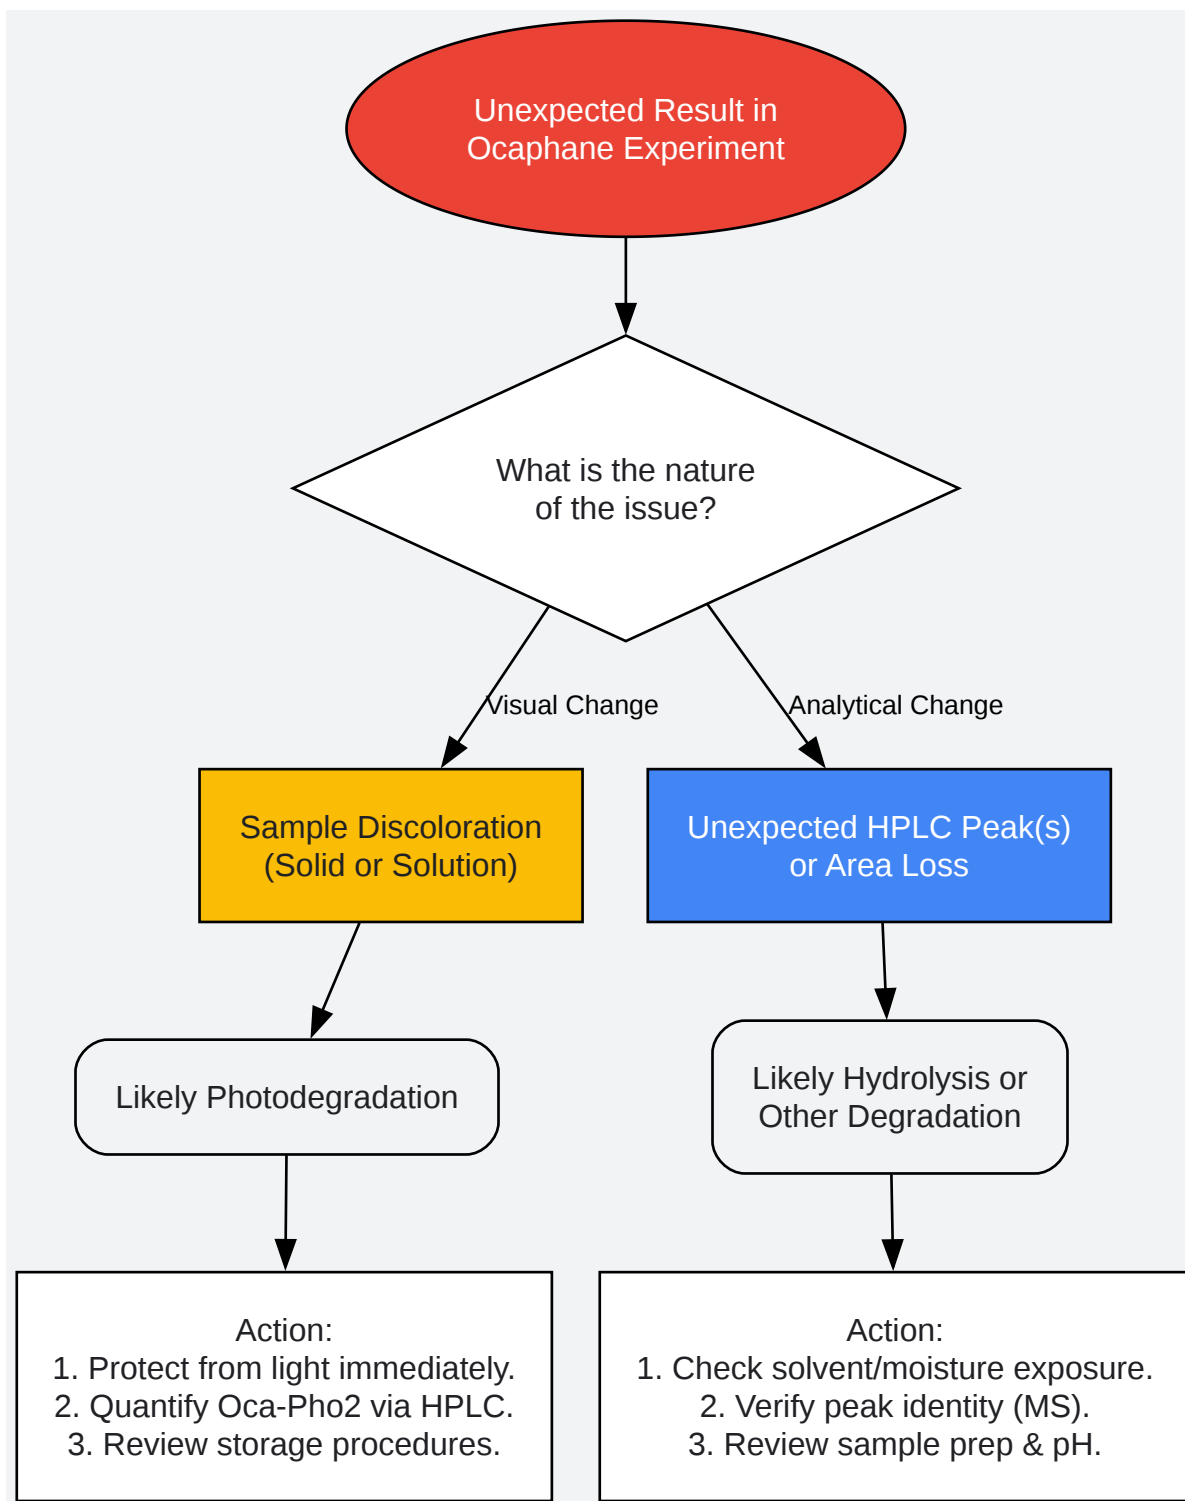 Unexpected Result in
Ocaphane Experiment
What is the nature
of the issue?
Visual Change
Analytical Change
Sample Discoloration
(Solid or Solution)
Unexpected HPLC Peak(s)
or Area Loss
Likely Photodegradation
Likely Hydrolysis or
Other Degradation
Action:
1. Protect from light immediately.
2. Quantify Oca-Pho2 via HPLC.
3. Review storage procedures.
Action:
1. Check solvent/moisture exposure.
2. Verify peak identity (MS).
3. Review sample prep & pH.